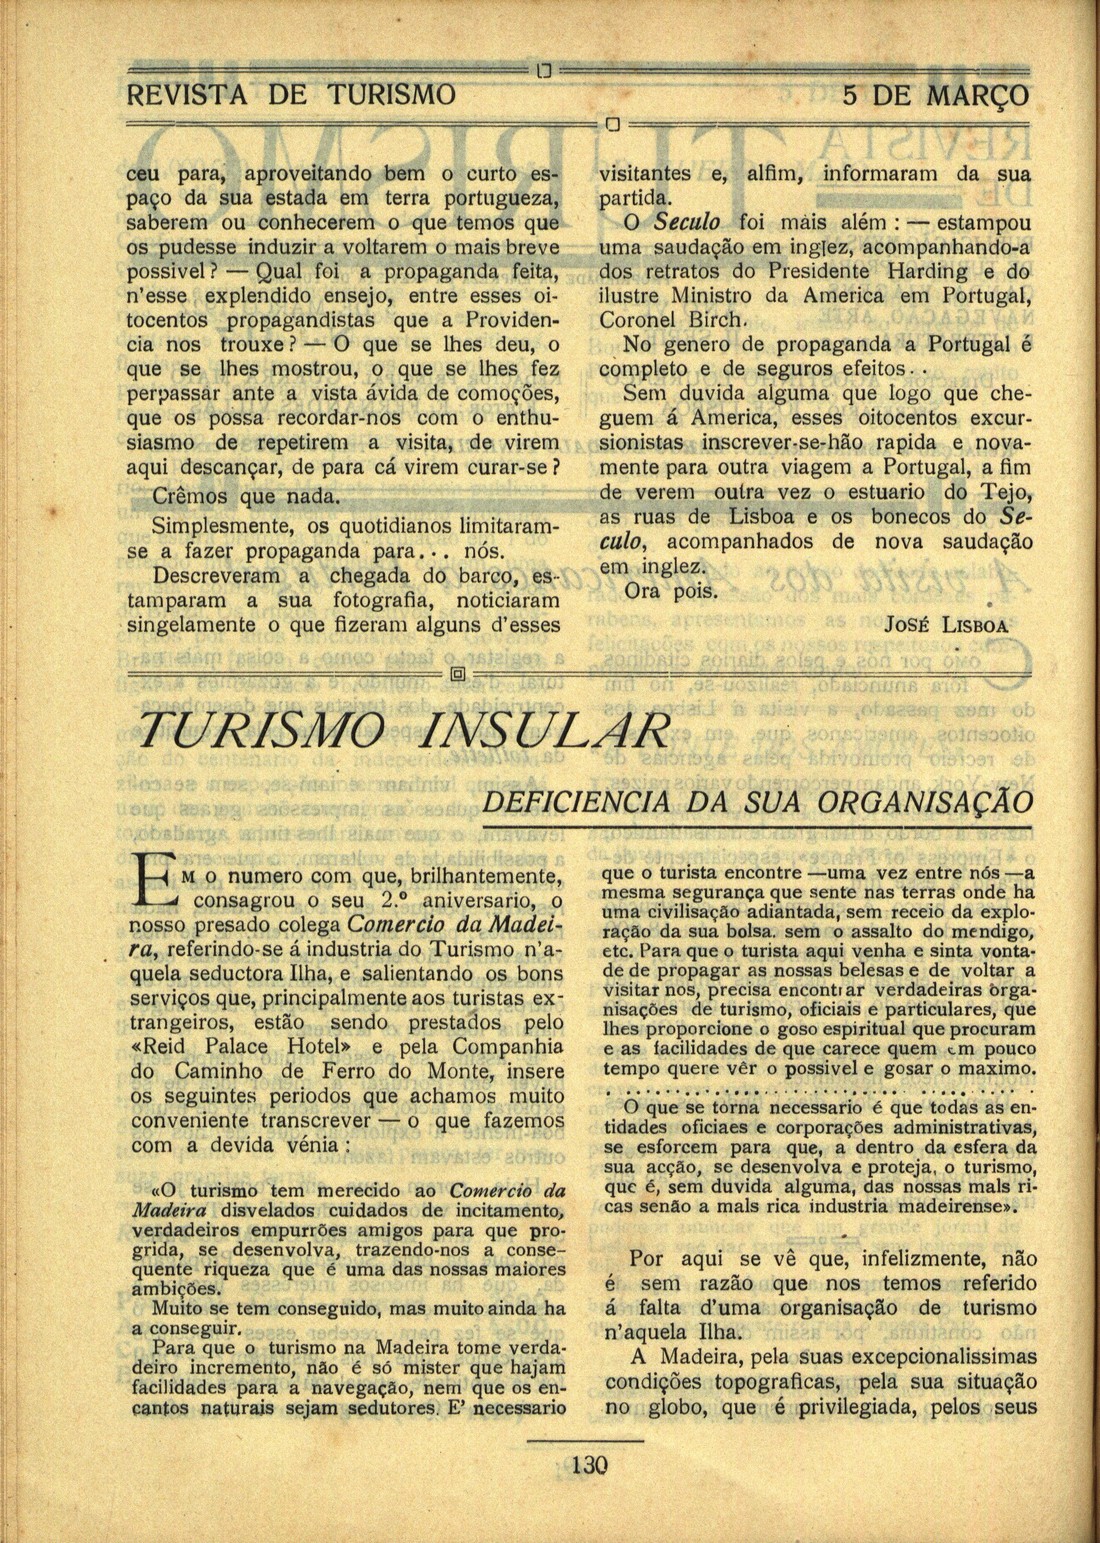 REVISTA DE TURISMO
5 DE MARÇO
ceu para, aproveitando bem o curto es-
paço da sua estada em terra portugueza,
saberem ou conhecerem o que temos que
os pudesse induzir a voltarem o mais breve
possivel? — Qual foi a propaganda feita,
n'esse explendido ensejo, entre esses oi-
tocentos propagandistas que a Providen-
cia nos trouxe? — O que se lhes deu, o
que se lhes mostrou, o que se lhes fez
perpassar ante a vista ávida de comoções,
que os possa recordar-nos com o enthu-
siasmo de repetirem a visita, de virem
aqui descançar, de para cá virem curar-se?
Crêmos que nada.
Simplesmente, os quotidianos limitaram-
se a fazer propaganda para... nós.
Descreveram a chegada do barco, es-
tamparam a sua fotografia, noticiaram
singelamente o que fizeram alguns d'esses
visitantes e, alfim, informaram da sua
partida.
O Seculo foi mais além: — estampou
uma saudação em inglez, acompanhando-a
dos retratos do Presidente Harding e do
ilustre Ministro da America em Portugal,
Coronel Birch.
No genero de propaganda a Portugal é
completo e de seguros efeitos..
Sem duvida alguma que logo que che-
guem á America, esses oitocentos excur-
sionistas inscrever-se-hão rapida e nova-
mente para outra viagem a Portugal, a fim
de verem outra vez o estuario do Tejo,
as ruas de Lisboa e os bonecos do Se-
culo, acompanhados de nova saudação
em inglez.
Ora pois.
JOSÉ LISBOA
TURISMO INSULAR
DEFICIENCIA DA SUA ORGANISAÇÃO
EM o numero com que, brilhantemente,
consagrou o seu 2.º aniversario, o
nosso presado colega Comercio da Madei-
ra, referindo-se á industria do Turismo n'a-
quela seductora Ilha, e salientando os bons
serviços que, principalmente aos turistas ex-
trangeiros, estão sendo prestados pelo
«Reid Palace Hotel» e pela Companhia
do Caminho de Ferro do Monte, insere
os seguintes periodos que achamos muito
conveniente transcrever — o que fazemos
com a devida vénia:
«O turismo tem merecido ao Comercio da
Madeira disvelados cuidados de incitamento,
verdadeiros empurrões amigos para que pro-
grida, se desenvolva, trazendo-nos a conse-
quente riqueza que é uma das nossas maiores
ambições.
Muito se tem conseguido, mas muito ainda ha
a conseguir.
Para que o turismo na Madeira tome verda-
deiro incremento, não é só mister que hajam
facilidades para a navegação, nem que os en-
cantos naturais sejam sedutores. E' necessario
que o turista encontre —uma vez entre nós—a
mesma segurança que sente nas terras onde ha
uma civilisação adiantada, sem receio da explo-
ração da sua bolsa. sem o assalto do mendigo,
etc. Para que o turista aqui venha e sinta vonta-
de de propagar as nossas belesas e de voltar a
visitar nos, precisa encontrar verdadeiras orga-
nisações de turismo, oficiais e particulares, que
lhes proporcione o goso espiritual que procuram
e as facilidades de que carece quem em pouco
tempo quere vêr o possivel e gosar o maximo.
. . . . . . . . . . . . . . . . . . . . . . . . . . . .
O que se torna necessario é que todas as en-
tidades oficiaes e corporações administrativas,
se esforcem para que, a dentro da esfera da
sua acção, se desenvolva e proteja, o turismo,
que é, sem duvida alguma, das nossas mais ri-
cas senão a mais rica industria madeirense».
Por aqui se vê que, infelizmente, não
é sem razão que nos temos referido
á falta d'uma organisação de turismo
n'aquela Ilha.
A Madeira, pela suas excepcionalissimas
condições topograficas, pela sua situação
no globo, que é privilegiada, pelos seus
130